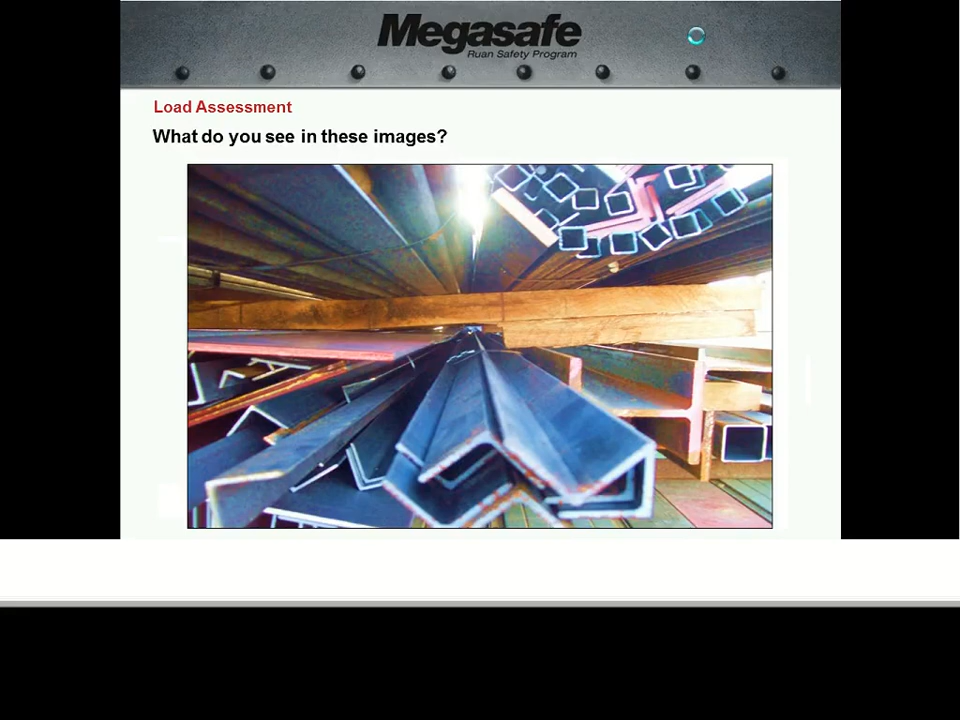 Megasafe
Ruan Safety Program
Load Assessment
What do you see in these images?